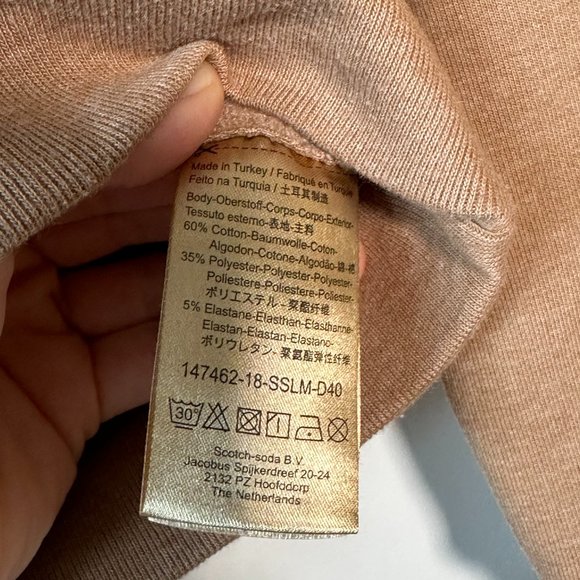 Made in Turkey / Fabriqué en Turquie
Feito na Turquia / 土耳其制造
Body-Oberstoff-Corps-Corpo-Exterior-
Tessuto esterno-表地-主料
60% Cotton-Baumwolle-Coton-
Algodon-Cotone-Algodão-綿-棉
35% Polyester-Polyester-Polyester-
Poliestere-Poliestere-Poliester-
ポリエステル-聚酯纤维
5% Elastane-Elasthan-Elasthanne-
Elastan-Elastan-Elastano-
ポリウレタン-聚氨酯弹性纤维
147462-18-SSLM-D40
30°
Scotch-soda B.V.
Jacobus Spijkerdreef 20-24
2132 PZ Hoofddorp
The Netherlands